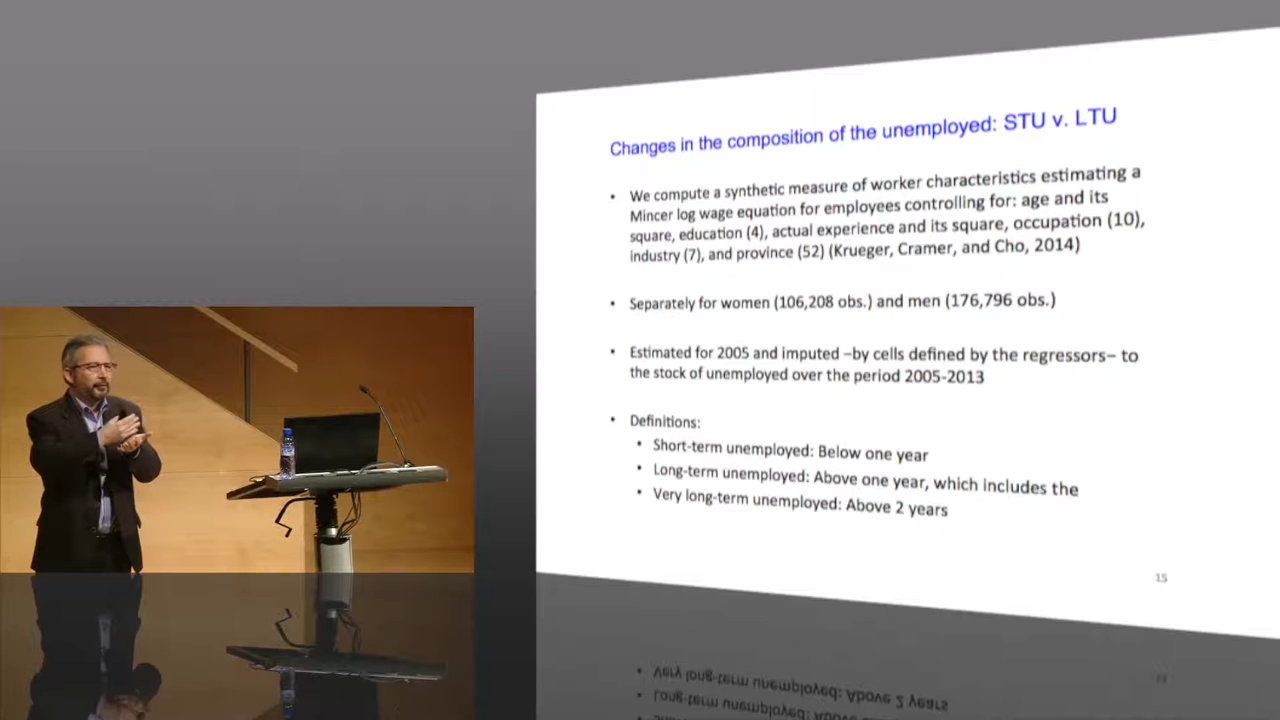 Changes in the composition of the unemployed: STU v. LTU
• We compute a synthetic measure of worker characteristics estimating a
Mincer log wage equation for employees controlling for: age and its
square, education (4), actual experience and its square, occupation (10),
industry (7), and province (52) (Krueger, Cramer, and Cho, 2014)
• Separately for women (106,208 obs.) and men (176,796 obs.)
• Estimated for 2005 and imputed –by cells defined by the regressors– to
the stock of unemployed over the period 2005-2013
• Definitions:
• Short-term unemployed: Below one year
• Long-term unemployed: Above one year, which includes the
• Very long-term unemployed: Above 2 years
15